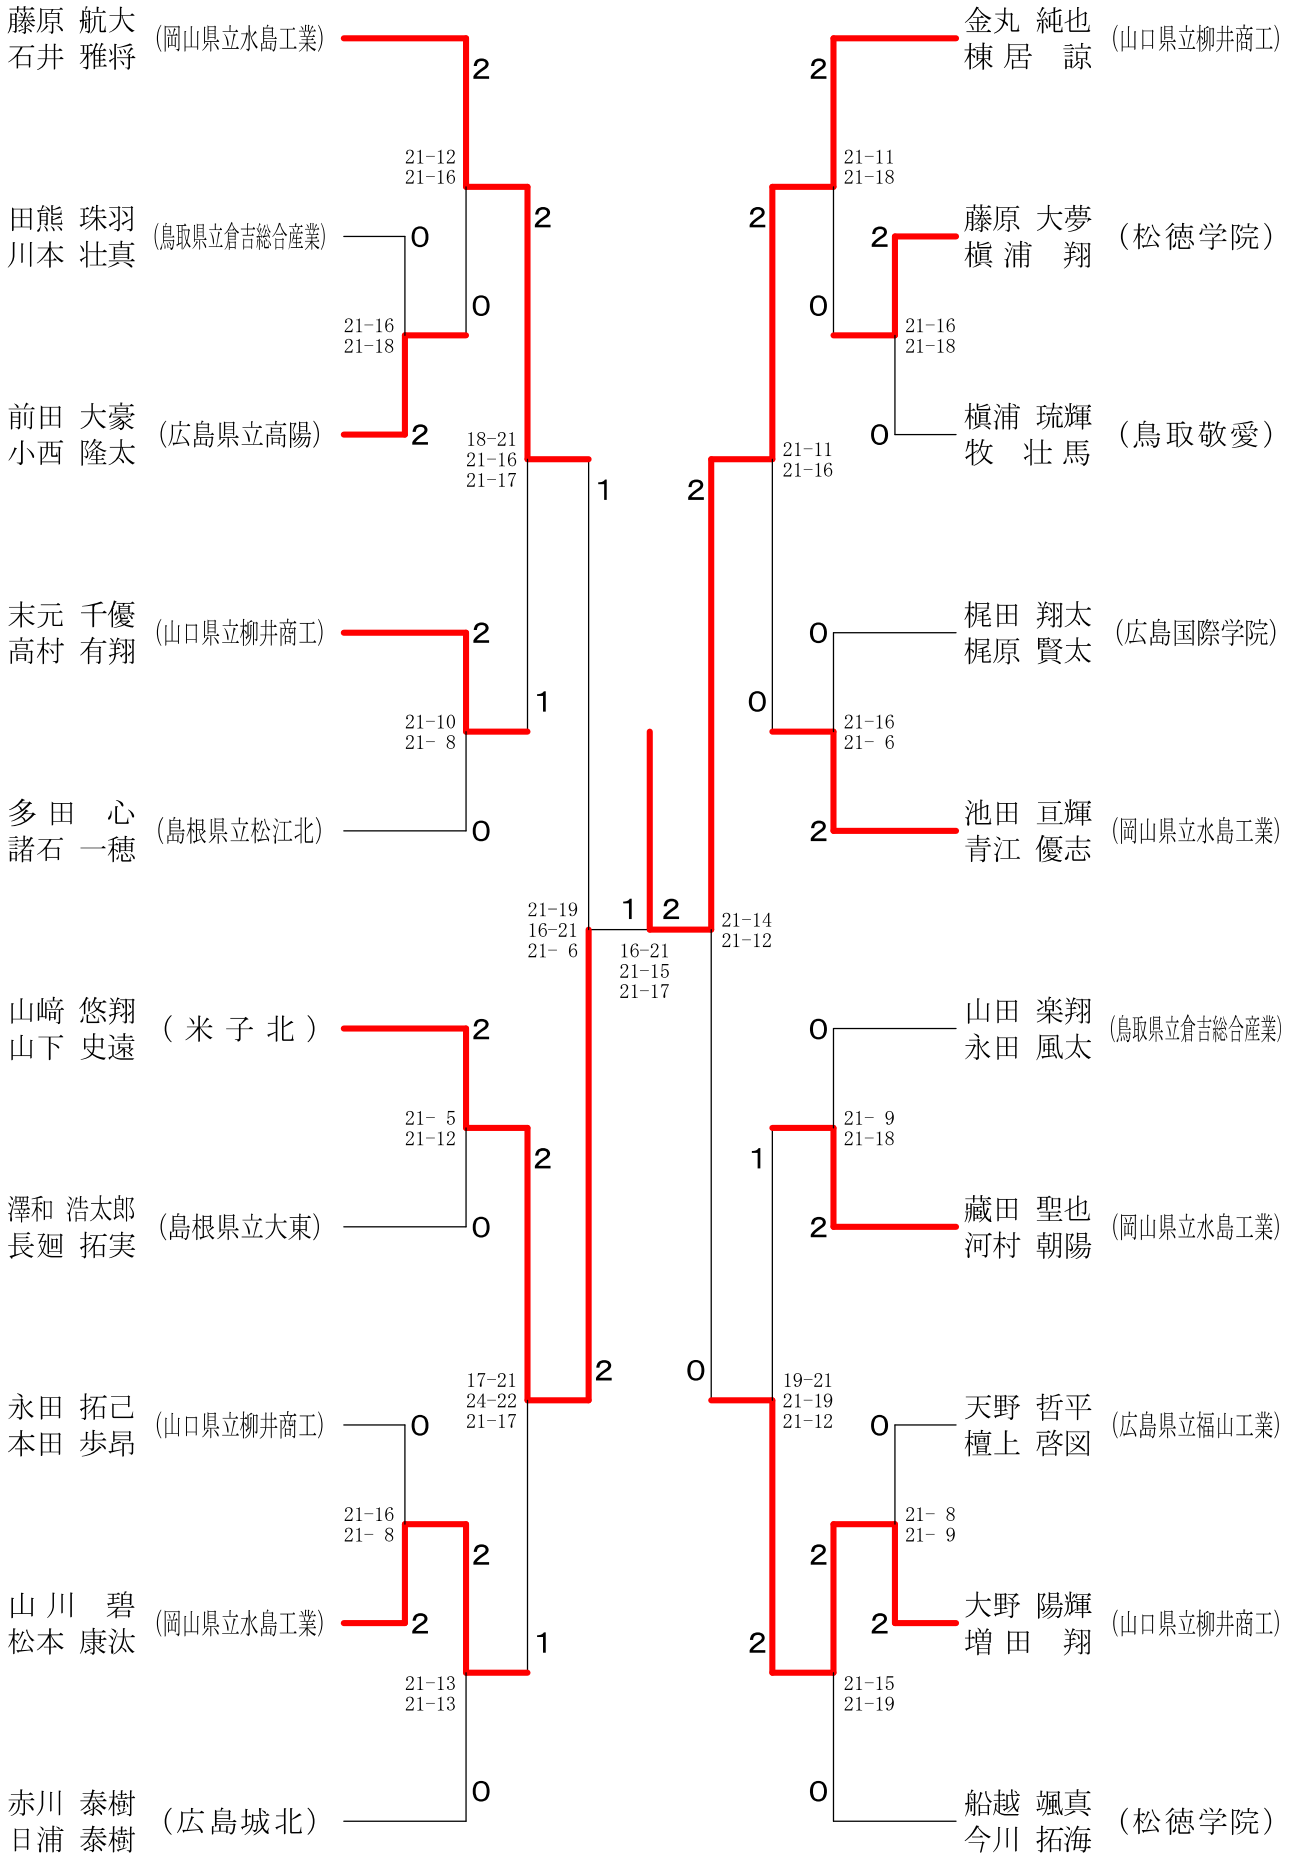 藤原 航大
石井 雅将
(岡山県立水島工業)
2
21-12
21-16
田熊 珠羽
川本 壮真
(鳥取県立倉吉総合産業)
0
2
0
21-16
21-18
前田 大豪
小西 隆太
(広島県立高陽)
2
18-21
21-16
21-17
1
末元 千優
高村 有翔
(山口県立柳井商工)
2
1
21-10
21- 8
多田 心
諸石 一穂
(島根県立松江北)
0
21-19
16-21
21- 6
山﨑 悠翔
山下 史遠
(米子北)
2
21- 5
21-12
2
澤和 浩太郎
長廻 拓実
(島根県立大東)
0
17-21
24-22
21-17
2
永田 拓己
本田 歩昂
(山口県立柳井商工)
0
21-16
21- 8
2
山川 碧
松本 康汰
(岡山県立水島工業)
2
1
21-13
21-13
赤川 泰樹
日浦 泰樹
(広島城北)
0
1
2
16-21
21-15
21-17
金丸 純也
棟居 諒
(山口県立柳井商工)
2
21-11
21-18
藤原 大夢
槇浦 翔
(松徳学院)
2
2
0
21-16
21-18
槇浦 琉輝
牧 壮馬
(鳥取敬愛)
0
21-11
21-16
2
梶田 翔太
梶原 賢太
(広島国際学院)
0
0
21-16
21- 6
池田 亘輝
青江 優志
(岡山県立水島工業)
2
21-14
21-12
山田 楽翔
永田 風太
(鳥取県立倉吉総合産業)
0
21- 9
21-18
1
藏田 聖也
河村 朝陽
(岡山県立水島工業)
2
0
19-21
21-19
21-12
天野 哲平
檀上 啓図
(広島県立福山工業)
0
21- 8
21- 9
2
大野 陽輝
増田 翔
(山口県立柳井商工)
2
2
21-15
21-19
船越 颯真
今川 拓海
(松徳学院)
0